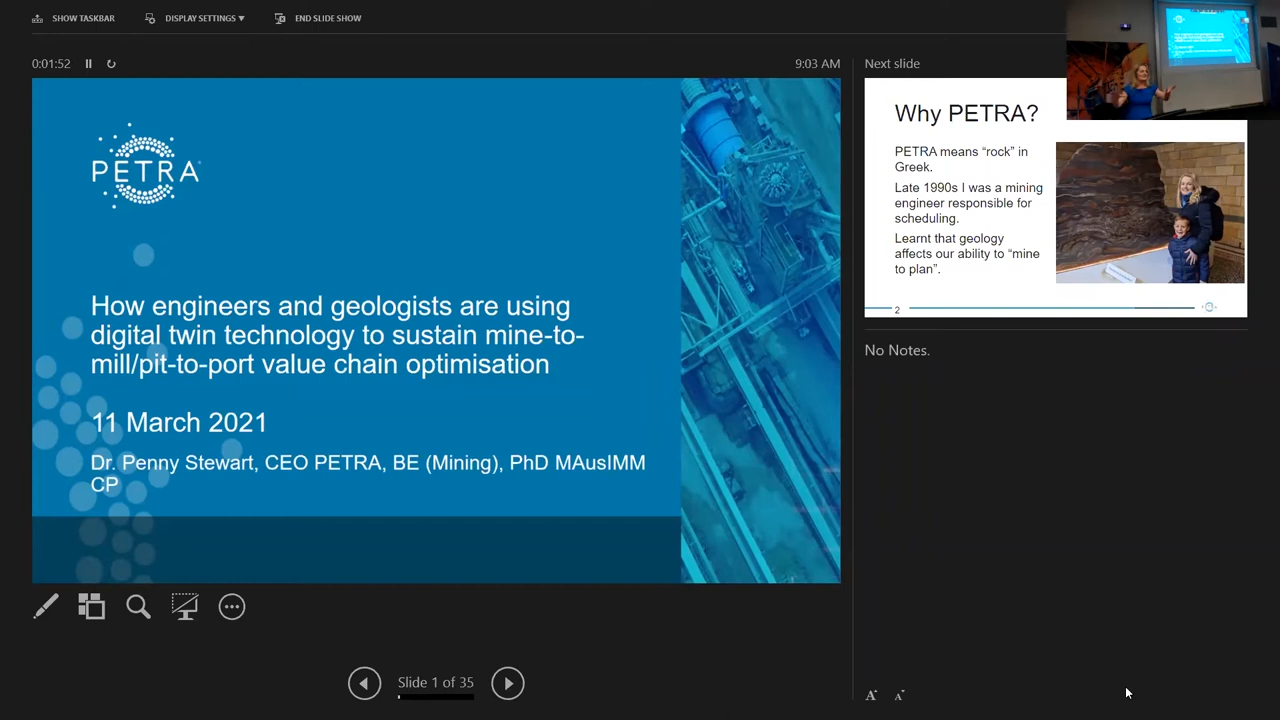 SHOW TASKBAR
DISPLAY SETTINGS ▼
END SLIDE SHOW
0:01:52
9:03 AM
PETRA
How engineers and geologists are using
digital twin technology to sustain mine-to-
mill/pit-to-port value chain optimisation
11 March 2021
Dr. Penny Stewart, CEO PETRA, BE (Mining), PhD MAusIMM
CP
Slide 1 of 35
Next slide
Why PETRA?
PETRA means “rock” in
Greek.
Late 1990s I was a mining
engineer responsible for
scheduling.
Learnt that geology
affects our ability to “mine
to plan”.
2
No Notes.
A
A